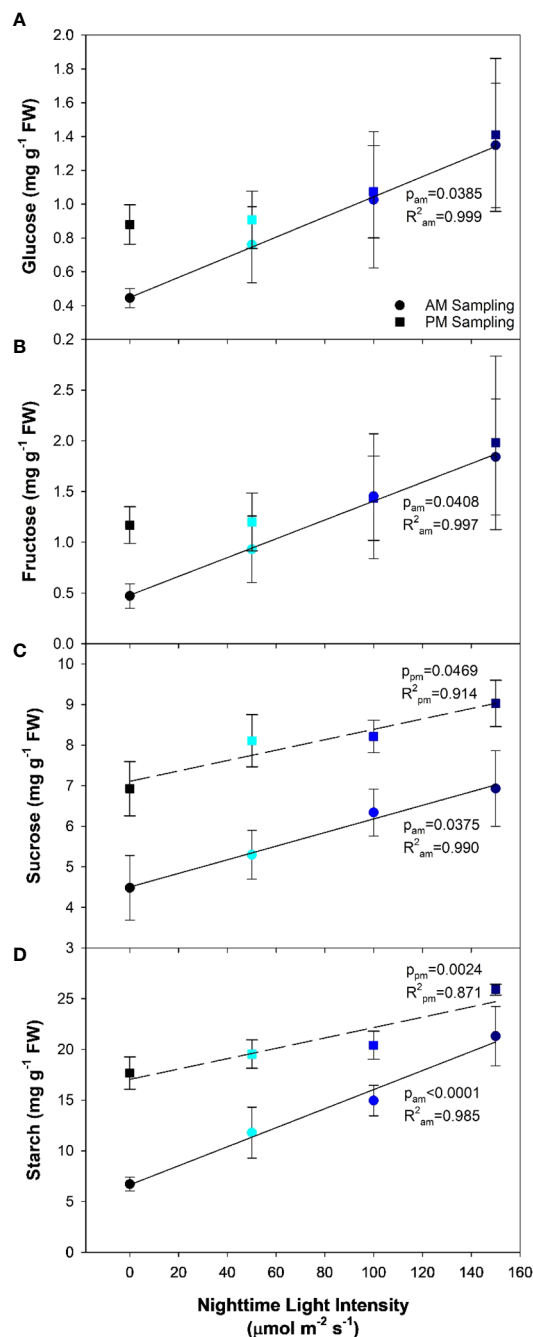 A
2.0
1.8
1.6
1.4
1.2
1.0
0.8
0.6
0.4
0.2
Glucose (mg g⁻¹ FW)
pₐₘ=0.0385
R²ₐₘ=0.999
AM Sampling
PM Sampling
B
2.5
2.0
1.5
1.0
0.5
0.0
Fructose (mg g⁻¹ FW)
pₐₘ=0.0408
R²ₐₘ=0.997
C
10
9
8
7
6
5
4
3
Sucrose (mg g⁻¹ FW)
pₚₘ=0.0469
R²ₚₘ=0.914
pₐₘ=0.0375
R²ₐₘ=0.990
D
25
20
15
10
5
0
Starch (mg g⁻¹ FW)
pₚₘ=0.0024
R²ₚₘ=0.871
pₐₘ<0.0001
R²ₐₘ=0.985
0 20 40 60 80 100 120 140 160
Nighttime Light Intensity
(µmol m⁻² s⁻¹)